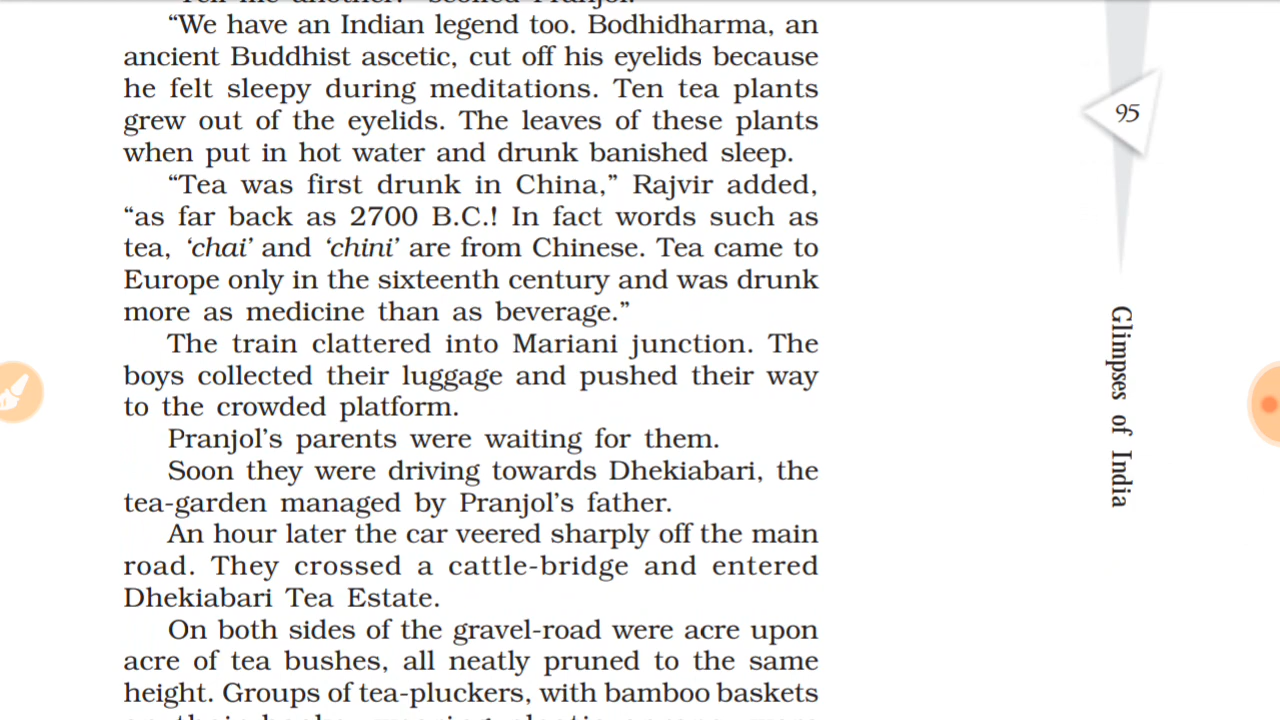 “We have an Indian legend too. Bodhidharma, an
ancient Buddhist ascetic, cut off his eyelids because
he felt sleepy during meditations. Ten tea plants
grew out of the eyelids. The leaves of these plants
when put in hot water and drunk banished sleep.
“Tea was first drunk in China,” Rajvir added,
“as far back as 2700 B.C.! In fact words such as
tea, ‘chai’ and ‘chini’ are from Chinese. Tea came to
Europe only in the sixteenth century and was drunk
more as medicine than as beverage.”
The train clattered into Mariani junction. The
boys collected their luggage and pushed their way
to the crowded platform.
Pranjol’s parents were waiting for them.
Soon they were driving towards Dhekiabari, the
tea-garden managed by Pranjol’s father.
An hour later the car veered sharply off the main
road. They crossed a cattle-bridge and entered
Dhekiabari Tea Estate.
On both sides of the gravel-road were acre upon
acre of tea bushes, all neatly pruned to the same
height. Groups of tea-pluckers, with bamboo baskets
95
Glimpses of India